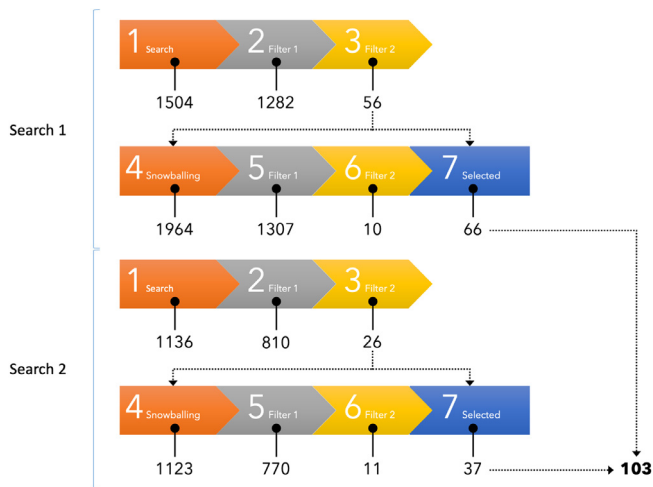 1 Search 2 Filter 1 3 Filter 2
1504 1282 56
Search 1
4 Snowballing 5 Filter 1 6 Filter 2 7 Selected
1964 1307 10 66
1 Search 2 Filter 1 3 Filter 2
1136 810 26
Search 2
4 Snowballing 5 Filter 1 6 Filter 2 7 Selected
1123 770 11 37 103